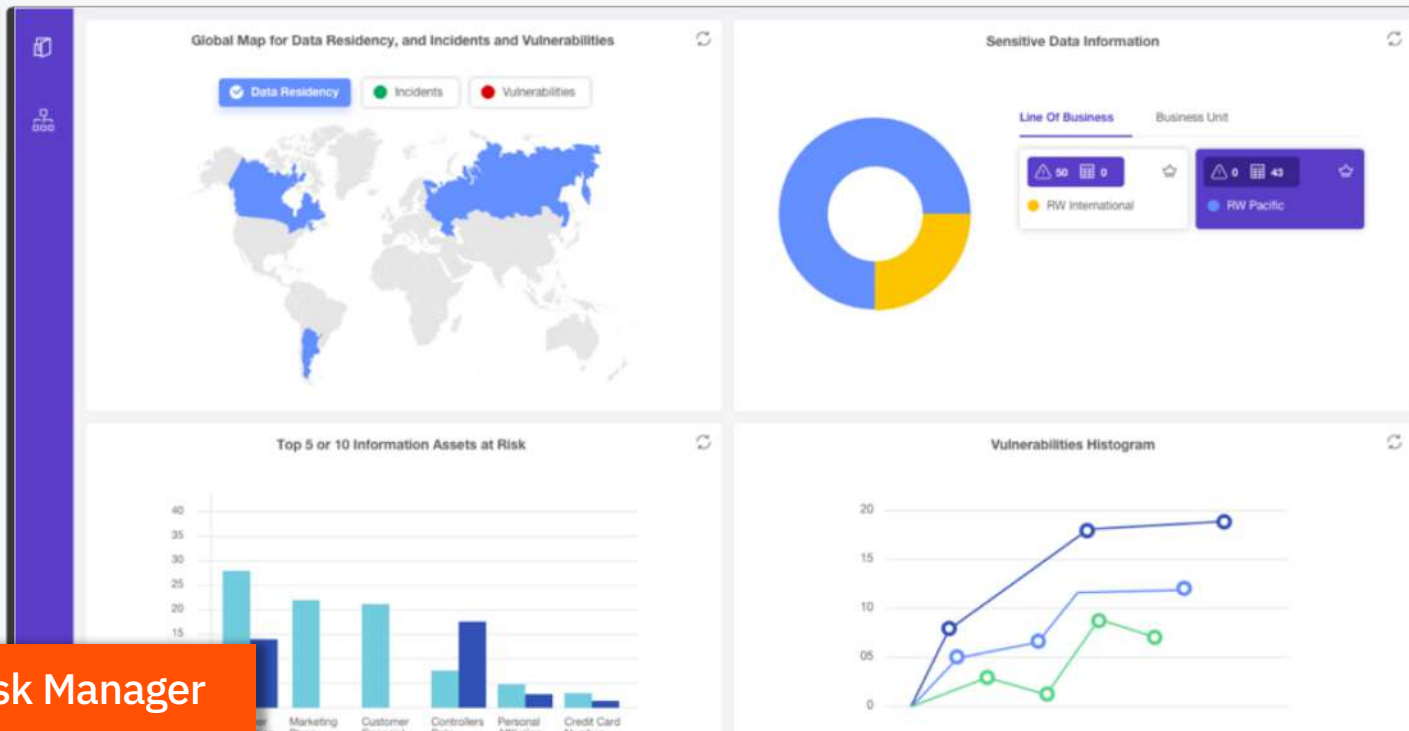 Global Map for Data Residency, and Incidents and Vulnerabilities
Data Residency
Incidents
Vulnerabilities
Sensitive Data Information
Line Of Business
Business Unit
50 0
RW International
0 43
RW Pacific
Top 5 or 10 Information Assets at Risk
40
35
30
25
20
15
Marketing
Customer
Controllers
Personal
Credit Card
sk Manager
Vulnerabilities Histogram
20
15
10
05
0